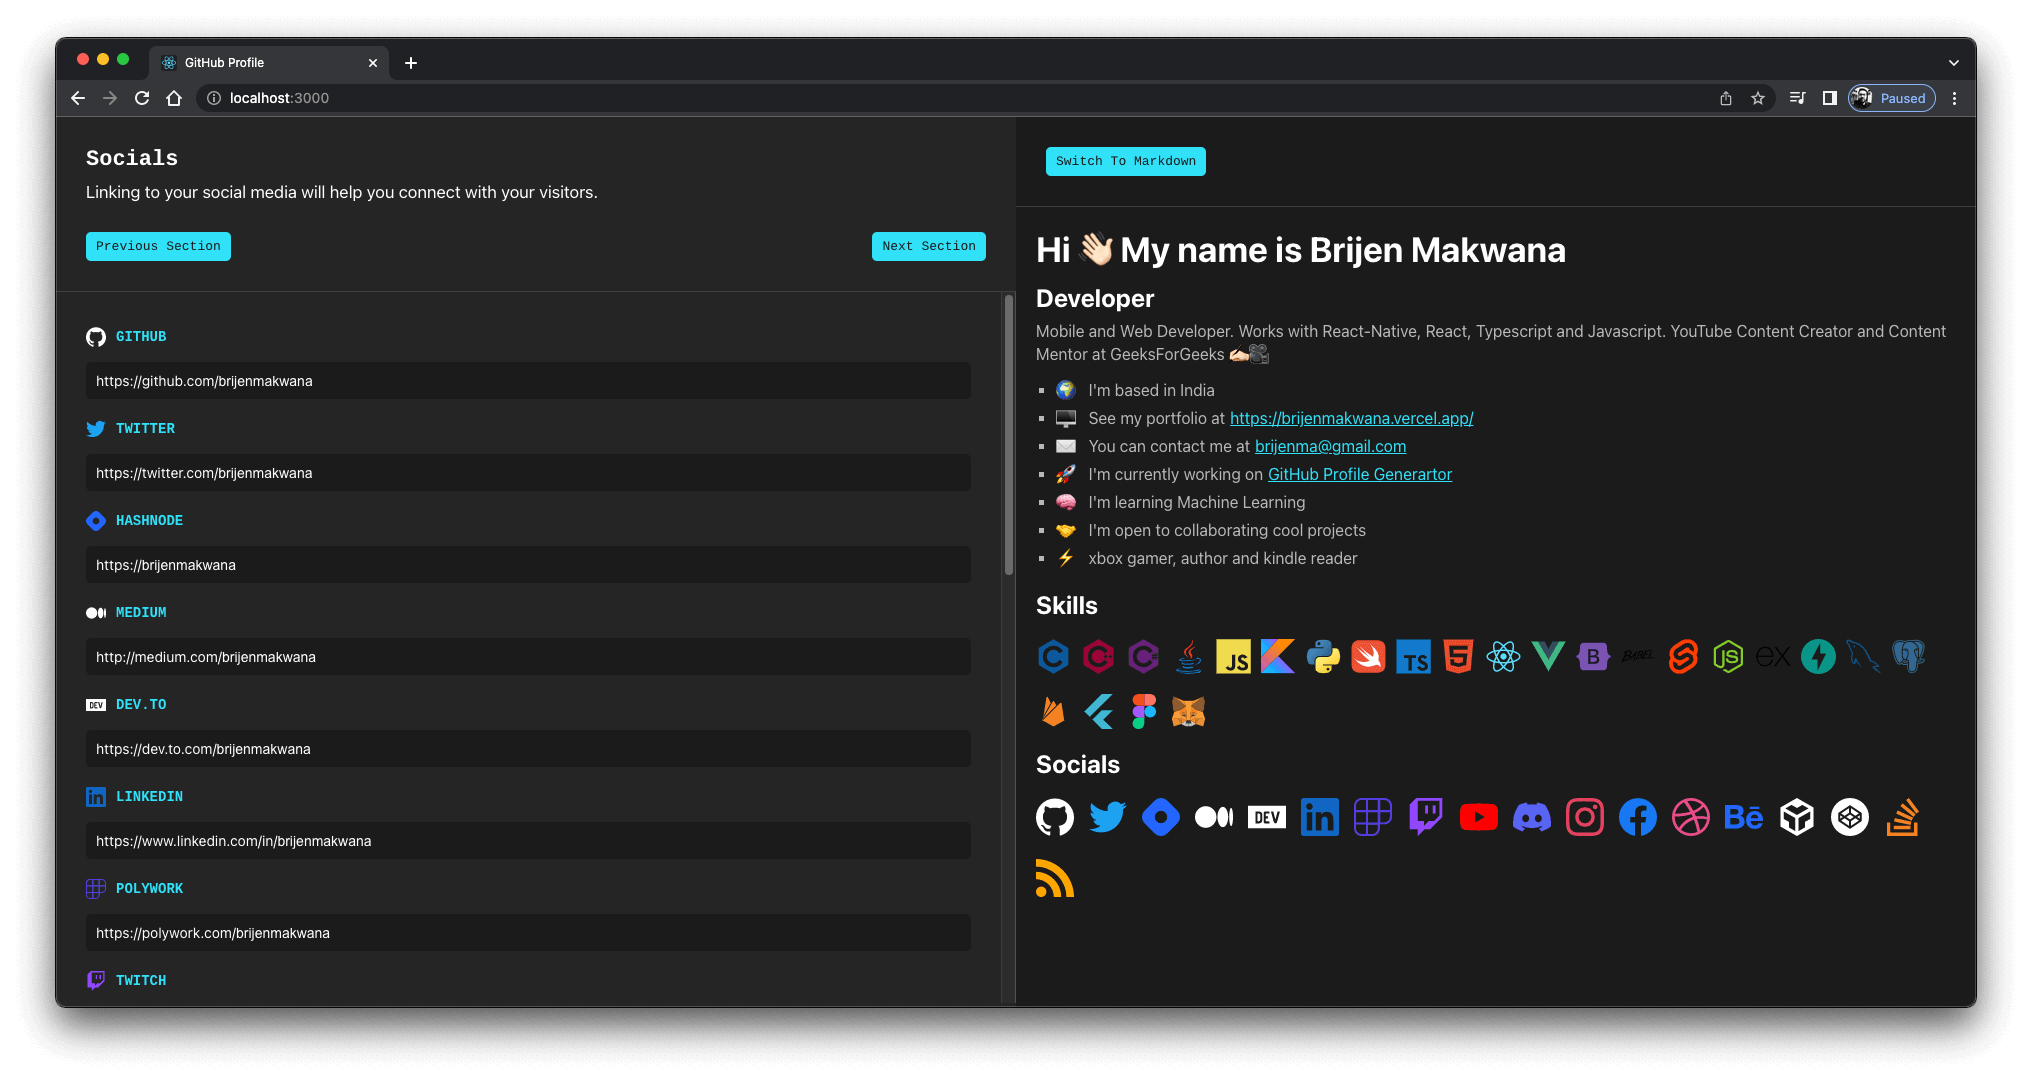 GitHub Profile
localhost:3000
Paused
Socials
Linking to your social media will help you connect with your visitors.
Previous Section
Next Section
GITHUB
https://github.com/brijenmakwana
TWITTER
https://twitter.com/brijenmakwana
HASHNODE
https://brijenmakwana
MEDIUM
http://medium.com/brijenmakwana
DEV
DEV.TO
https://dev.to.com/brijenmakwana
in
LINKEDIN
https://www.linkedin.com/in/brijenmakwana
POLYWORK
https://polywork.com/brijenmakwana
TWITCH
Switch To Markdown
Hi 👋🏻 My name is Brijen Makwana
Developer
Mobile and Web Developer. Works with React-Native, React, Typescript and Javascript. YouTube Content Creator and Content
Mentor at GeeksForGeeks ✍🏻🎥
🌍 I'm based in India
🖥️ See my portfolio at https://brijenmakwana.vercel.app/
✉️ You can contact me at brijenma@gmail.com
🚀 I'm currently working on GitHub Profile Generartor
🧠 I'm learning Machine Learning
🤝 I'm open to collaborating cool projects
⚡ xbox gamer, author and kindle reader
Skills
C C++ C# JS TS 5 B BABEL JS ex
Socials
DEV in Bē